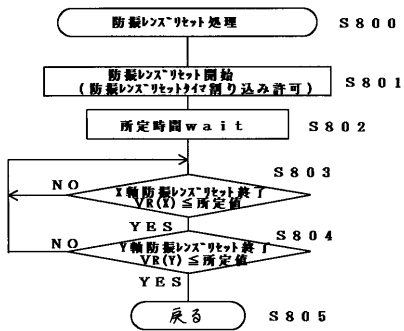 防振ﾚﾝｽﾞﾘｾｯﾄ処理 S800
防振ﾚﾝｽﾞﾘｾｯﾄ開始
(防振ﾚﾝｽﾞﾘｾｯﾄﾀｲﾏ割り込み許可) S801
所定時間wait S802
S803
NO
X軸防振ﾚﾝｽﾞﾘｾｯﾄ終了
VR(X)≦所定値
YES
S804
NO
Y軸防振ﾚﾝｽﾞﾘｾｯﾄ終了
VR(Y)≦所定値
YES
戻る S805